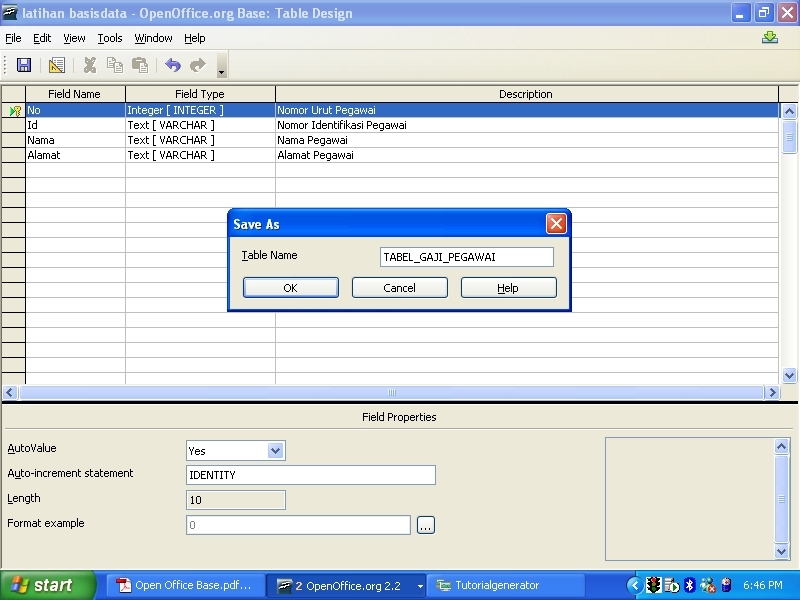 latihan basisdata - OpenOffice.org Base: Table Design
File Edit View Tools Window Help
Field Name Field Type Description
No Integer [ INTEGER ] Nomor Urut Pegawai
Id Text [ VARCHAR ] Nomor Identifikasi Pegawai
Nama Text [ VARCHAR ] Nama Pegawai
Alamat Text [ VARCHAR ] Alamat Pegawai
Save As
Table Name TABEL_GAJI_PEGAWAI
OK Cancel Help
Field Properties
AutoValue Yes
Auto-increment statement IDENTITY
Length 10
Format example 0 ...
start Open Office Base.pdf... 2 OpenOffice.org 2.2 Tutorialgenerator 6:46 PM